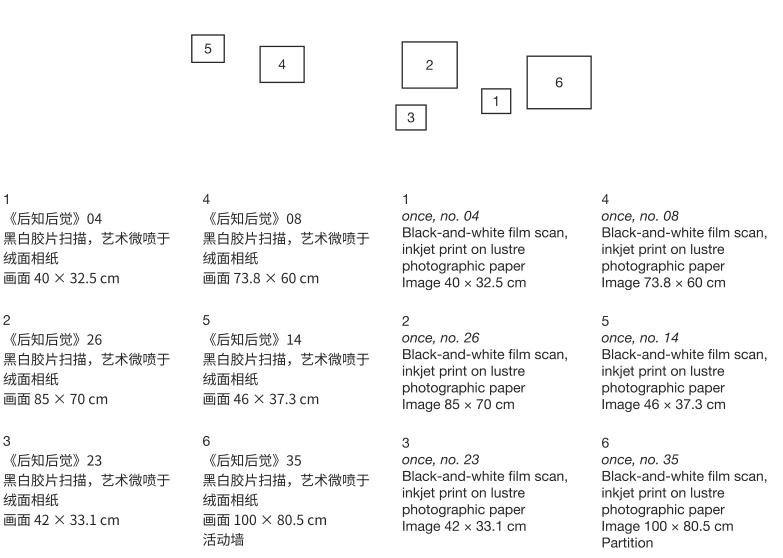 5
4
2
6
1
3
1
《后知后觉》04
黑白胶片扫描，艺术微喷于
绒面相纸
画面 40 × 32.5 cm
2
《后知后觉》26
黑白胶片扫描，艺术微喷于
绒面相纸
画面 85 × 70 cm
3
《后知后觉》23
黑白胶片扫描，艺术微喷于
绒面相纸
画面 42 × 33.1 cm
4
《后知后觉》08
黑白胶片扫描，艺术微喷于
绒面相纸
画面 73.8 × 60 cm
5
《后知后觉》14
黑白胶片扫描，艺术微喷于
绒面相纸
画面 46 × 37.3 cm
6
《后知后觉》35
黑白胶片扫描，艺术微喷于
绒面相纸
画面 100 × 80.5 cm
活动墙
1
once, no. 04
Black-and-white film scan,
inkjet print on lustre
photographic paper
Image 40 × 32.5 cm
2
once, no. 26
Black-and-white film scan,
inkjet print on lustre
photographic paper
Image 85 × 70 cm
3
once, no. 23
Black-and-white film scan,
inkjet print on lustre
photographic paper
Image 42 × 33.1 cm
4
once, no. 08
Black-and-white film scan,
inkjet print on lustre
photographic paper
Image 73.8 × 60 cm
5
once, no. 14
Black-and-white film scan,
inkjet print on lustre
photographic paper
Image 46 × 37.3 cm
6
once, no. 35
Black-and-white film scan,
inkjet print on lustre
photographic paper
Image 100 × 80.5 cm
Partition